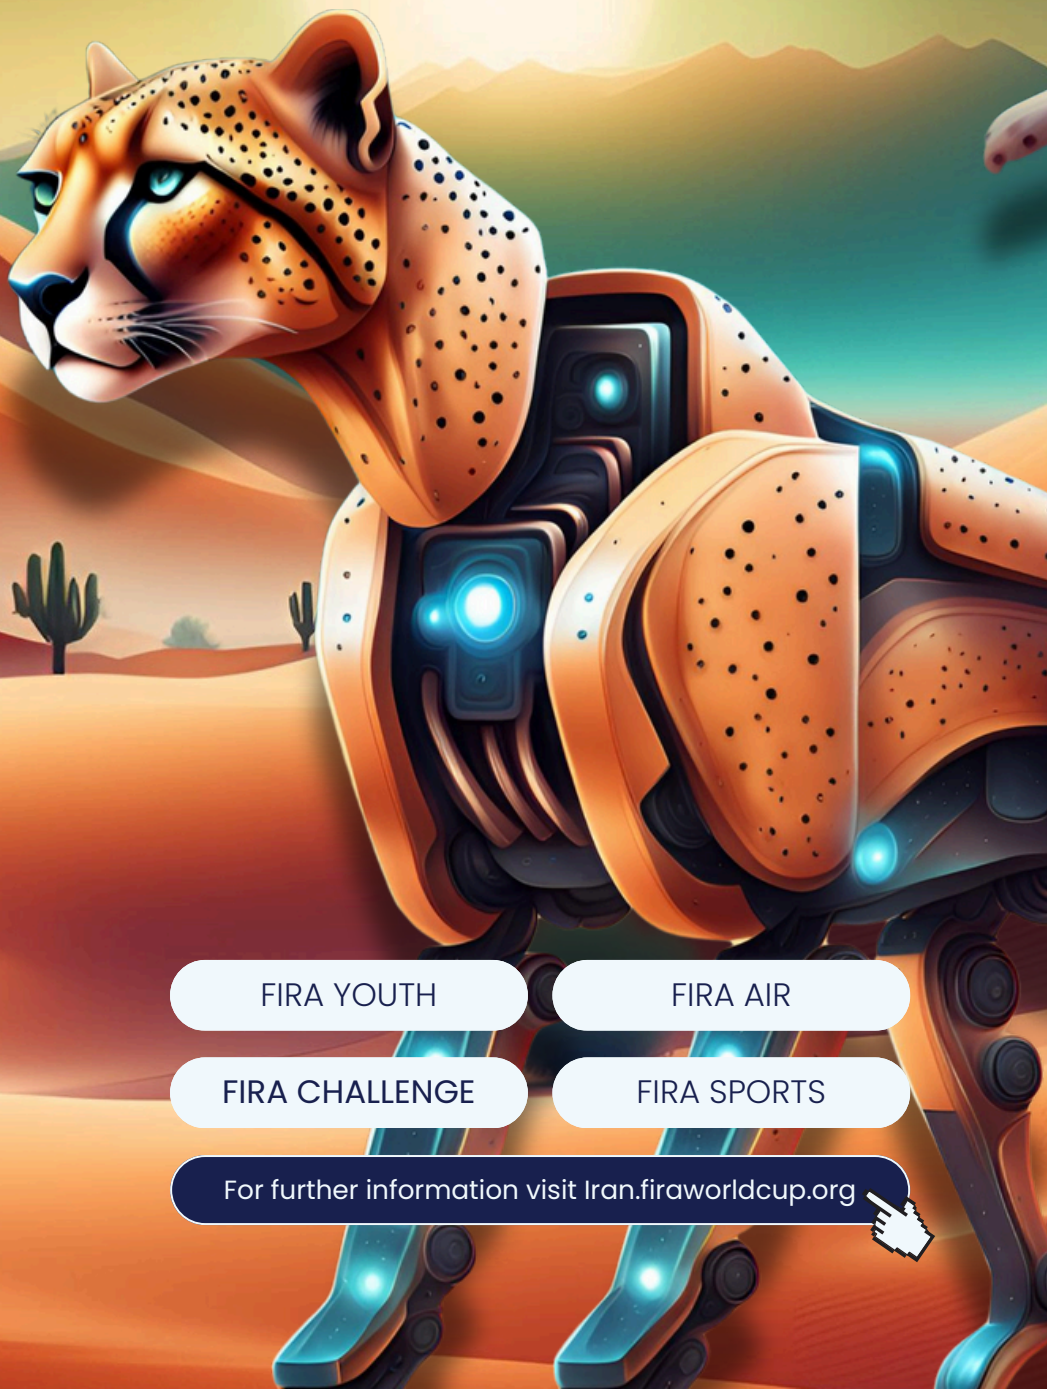 FIRA YOUTH
FIRA AIR
FIRA CHALLENGE
FIRA SPORTS
For further information visit Iran.firaworldcup.org